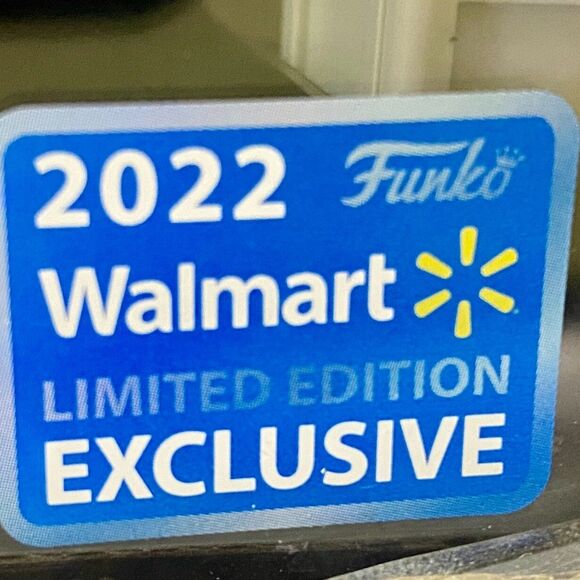 2022 Funko
Walmart
LIMITED EDITION
EXCLUSIVE